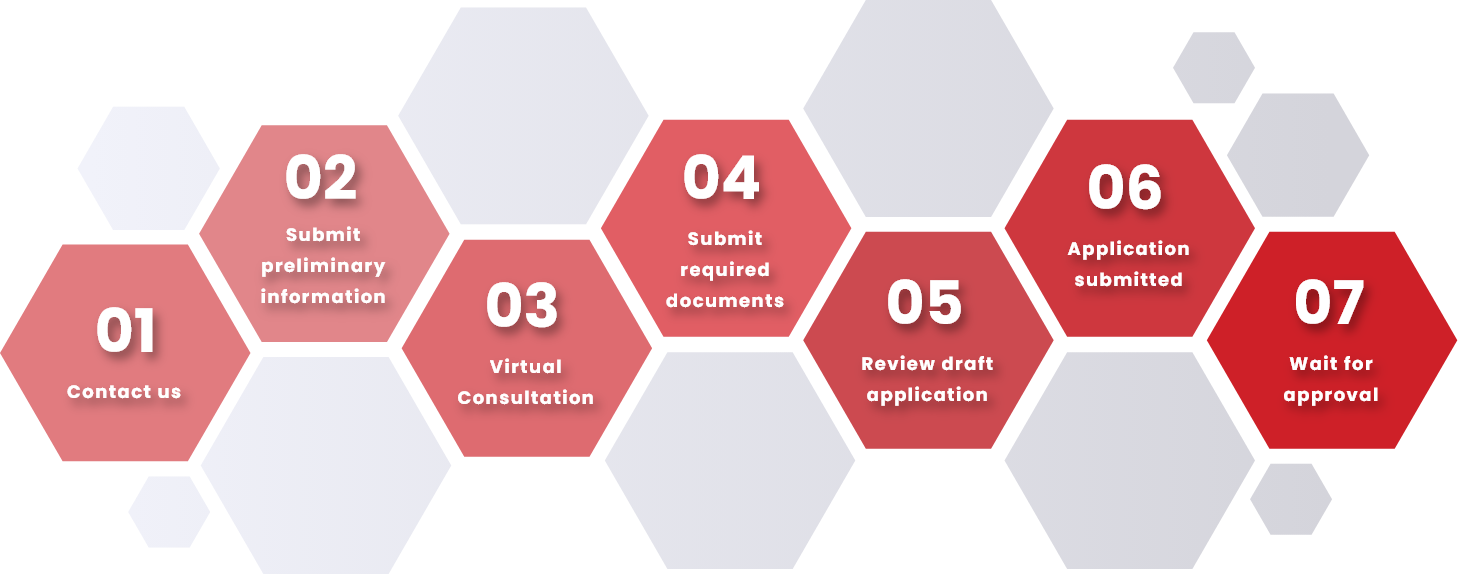 01
Contact us
02
Submit
preliminary
information
03
Virtual
Consultation
04
Submit
required
documents
05
Review draft
application
06
Application
submitted
07
Wait for
approval